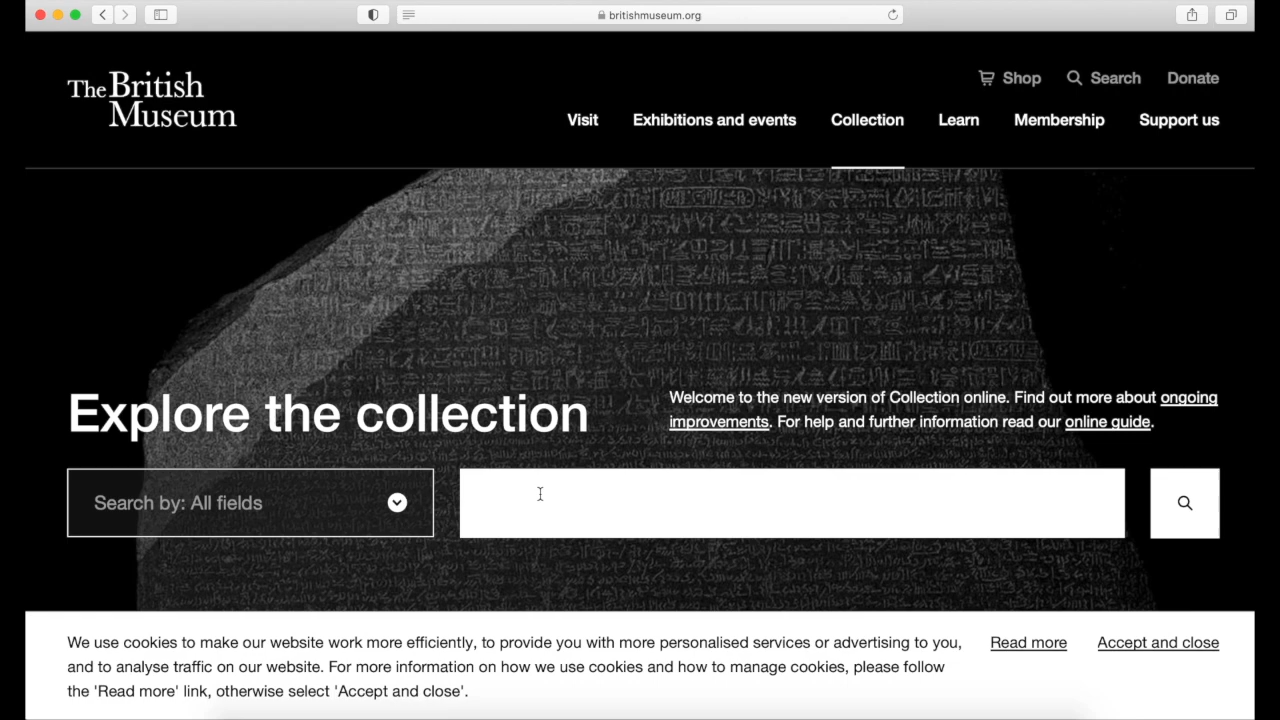 britishmuseum.org
The British
Museum
Shop Search Donate
Visit Exhibitions and events Collection Learn Membership Support us
Explore the collection
Welcome to the new version of Collection online. Find out more about ongoing
improvements. For help and further information read our online guide.
Search by: All fields
We use cookies to make our website work more efficiently, to provide you with more personalised services or advertising to you,
and to analyse traffic on our website. For more information on how we use cookies and how to manage cookies, please follow
the 'Read more' link, otherwise select 'Accept and close'.
Read more Accept and close